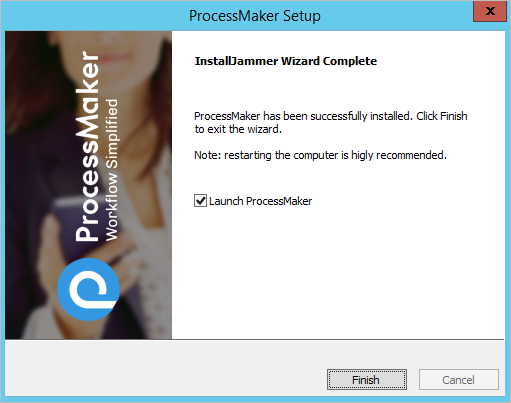 ProcessMaker Setup
x
ProcessMaker
Workflow Simplified
InstallJammer Wizard Complete
ProcessMaker has been successfully installed. Click Finish
to exit the wizard.
Note: restarting the computer is higly recommended.
Launch ProcessMaker
Finish
Cancel